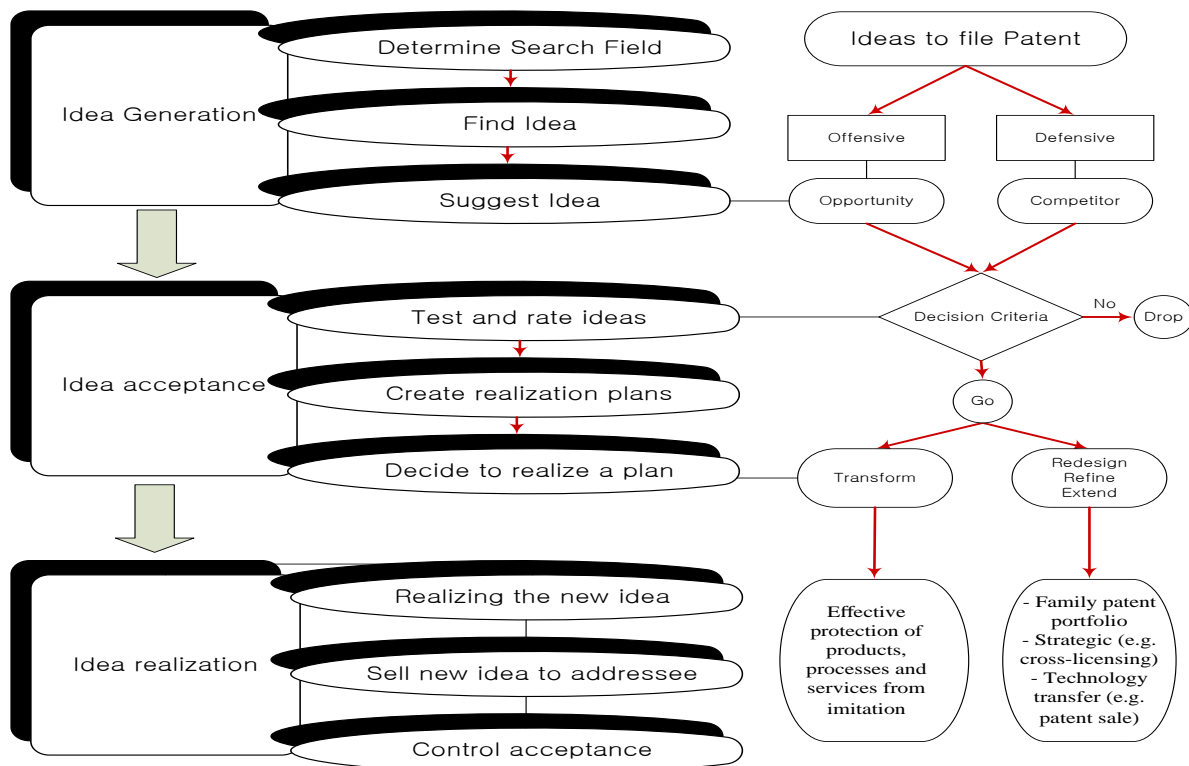 Idea Generation
Determine Search Field
Find Idea
Suggest Idea
Idea acceptance
Test and rate ideas
Create realization plans
Decide to realize a plan
Idea realization
Realizing the new idea
Sell new idea to addressee
Control acceptance
Ideas to file Patent
Offensive
Defensive
Opportunity
Competitor
Decision Criteria
No
Drop
Go
Transform
Redesign
Refine
Extend
Effective
protection of
products,
processes and
services from
imitation
- Family patent
portfolio
- Strategic (e.g.
cross-licensing)
- Technology
transfer (e.g.
patent sale)